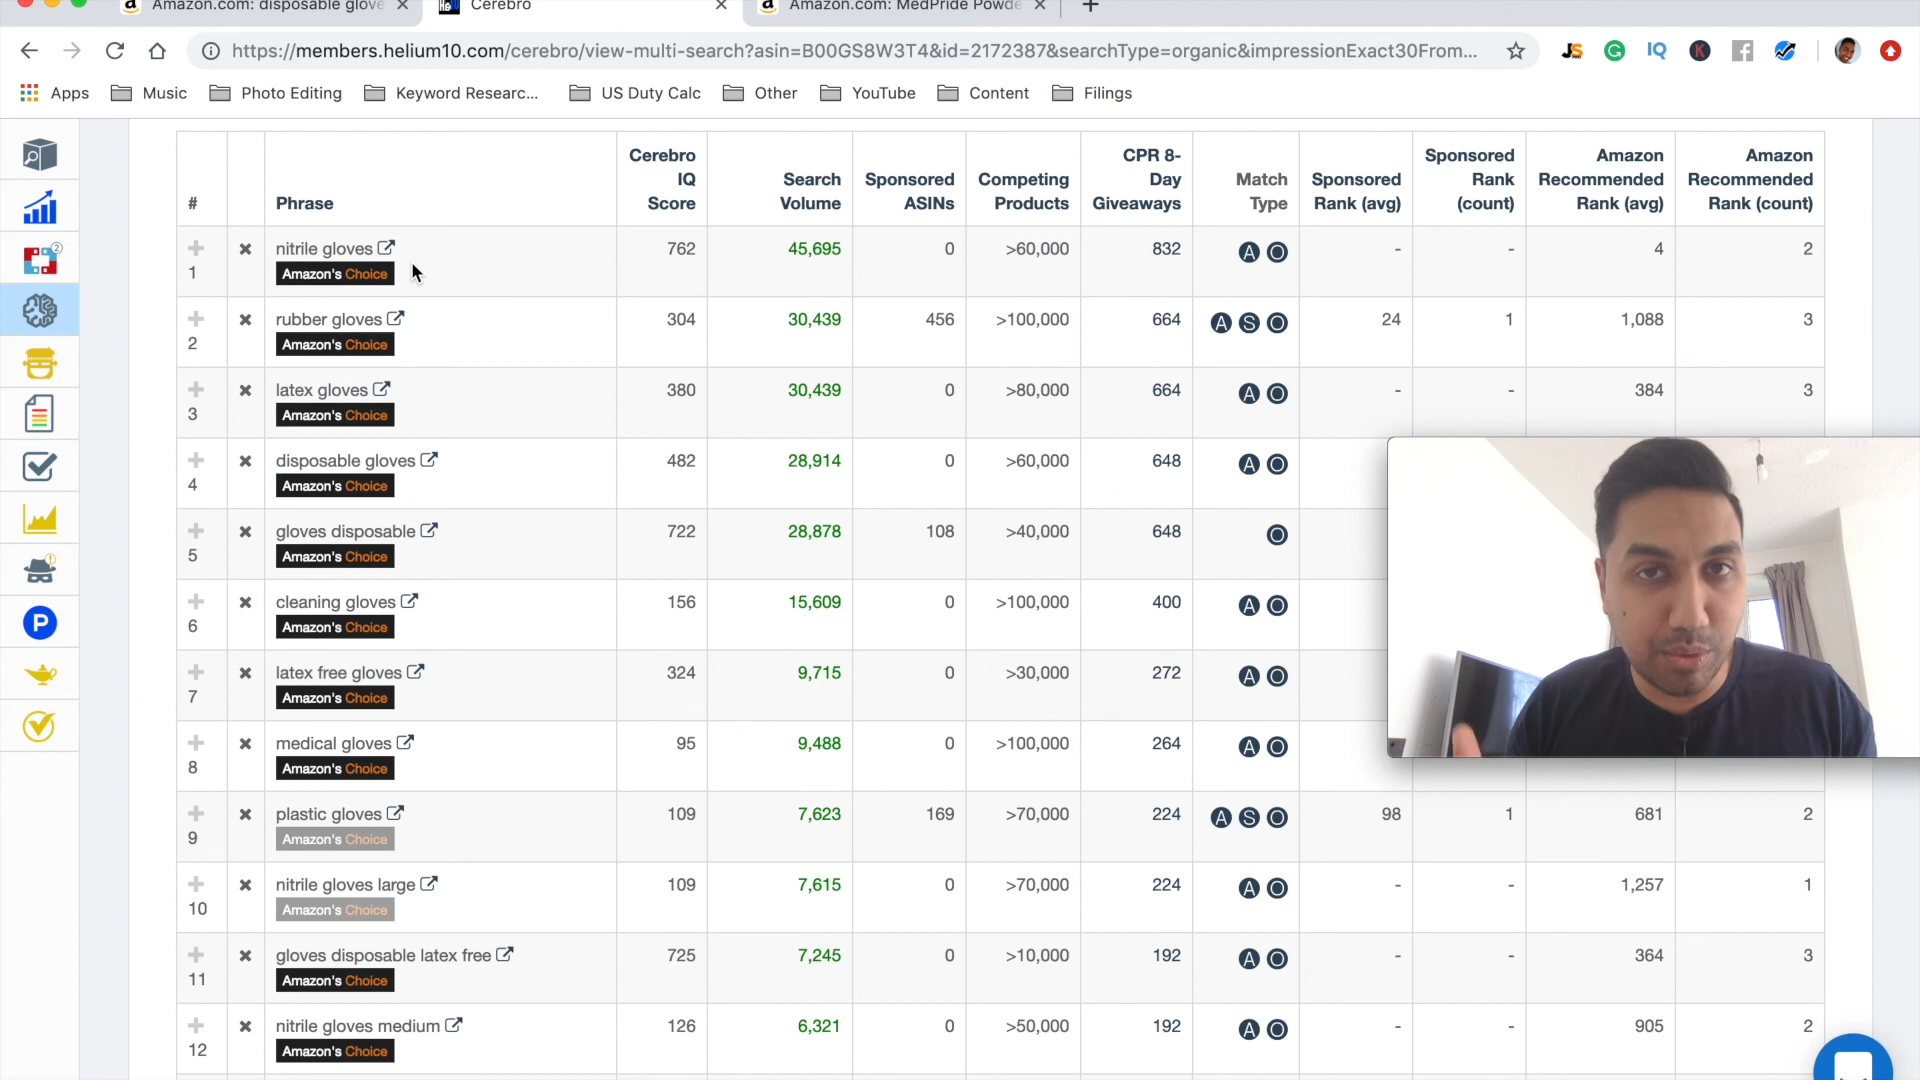 Amazon.com: disposable glove
Cerebro
Amazon.com: MedPride Powde
https://members.helium10.com/cerebro/view-multi-search?asin=B00GS8W3T4&id=2172387&searchType=organic&impressionExact30From...
Apps Music Photo Editing Keyword Researc... US Duty Calc Other YouTube Content Filings
# Phrase Cerebro IQ Score Search Volume Sponsored ASINs Competing Products CPR 8-Day Giveaways Match Type Sponsored Rank (avg) Sponsored Rank (count) Amazon Recommended Rank (avg) Amazon Recommended Rank (count)
nitrile gloves 762 45,695 0 >60,000 832 A O - - 4 2
1 Amazon's Choice
rubber gloves 304 30,439 456 >100,000 664 A S O 24 1 1,088 3
2 Amazon's Choice
latex gloves 380 30,439 0 >80,000 664 A O - - 384 3
3 Amazon's Choice
disposable gloves 482 28,914 0 >60,000 648 A O
4 Amazon's Choice
gloves disposable 722 28,878 108 >40,000 648 O
5 Amazon's Choice
cleaning gloves 156 15,609 0 >100,000 400 A O
6 Amazon's Choice
latex free gloves 324 9,715 0 >30,000 272 A O
7 Amazon's Choice
medical gloves 95 9,488 0 >100,000 264 A O
8 Amazon's Choice
plastic gloves 109 7,623 169 >70,000 224 A S O 98 1 681 2
9 Amazon's Choice
nitrile gloves large 109 7,615 0 >70,000 224 A O - - 1,257 1
10 Amazon's Choice
gloves disposable latex free 725 7,245 0 >10,000 192 A O - - 364 3
11 Amazon's Choice
nitrile gloves medium 126 6,321 0 >50,000 192 A O - - 905 2
12 Amazon's Choice